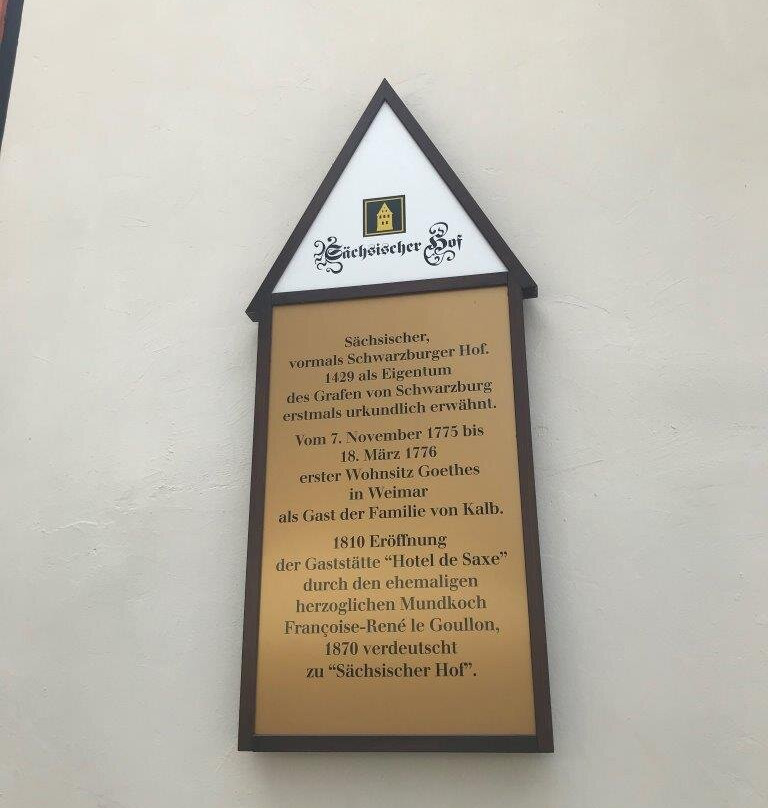 Sächsischer Hof
Sächsischer,
vormals Schwarzburger Hof.
1429 als Eigentum
des Grafen von Schwarzburg
erstmals urkundlich erwähnt.
Vom 7. November 1775 bis
18. März 1776
erster Wohnsitz Goethes
in Weimar
als Gast der Familie von Kalb.
1810 Eröffnung
der Gaststätte “Hotel de Saxe”
durch den ehemaligen
herzoglichen Mundkoch
Françoise-René le Goullon,
1870 verdeutscht
zu “Sächsischer Hof”.